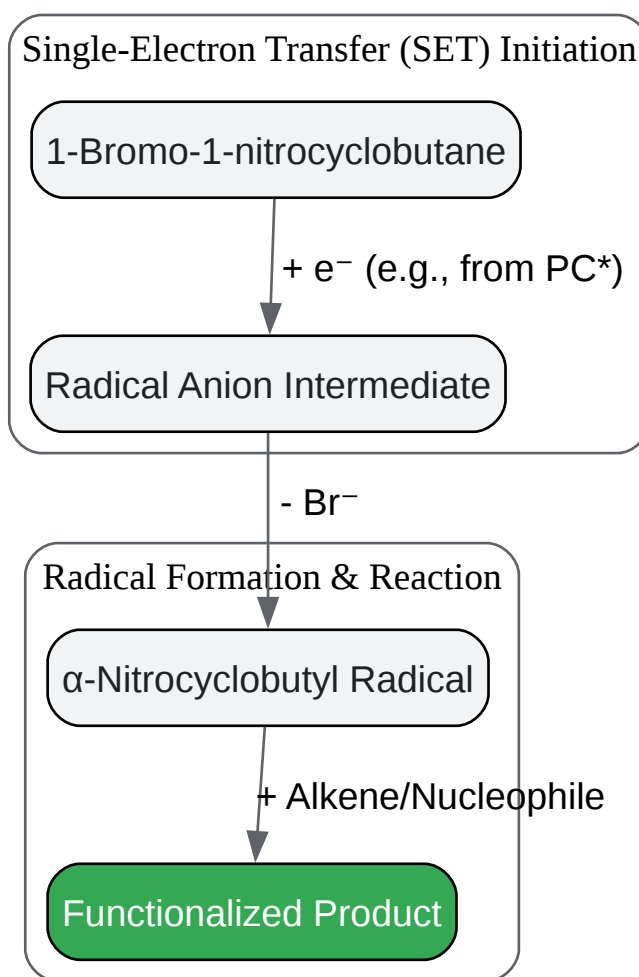 Single-Electron Transfer (SET) Initiation
1-Bromo-1-nitrocyclobutane
+ e⁻ (e.g., from PC*)
Radical Anion Intermediate
- Br⁻
Radical Formation & Reaction
α-Nitrocyclobutyl Radical
+ Alkene/Nucleophile
Functionalized Product